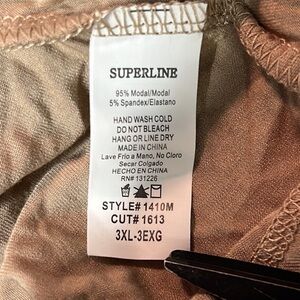 SUPERLINE
95% Modal/Modal
5% Spandex/Elastano
HAND WASH COLD
DO NOT BLEACH
HANG OR LINE DRY
MADE IN CHINA
Lave Frio a Mano, No Cloro
Secar Colgado
HECHO EN CHINA
RN# 131226
STYLE# 1410M
CUT# 1613
3XL-3EXG